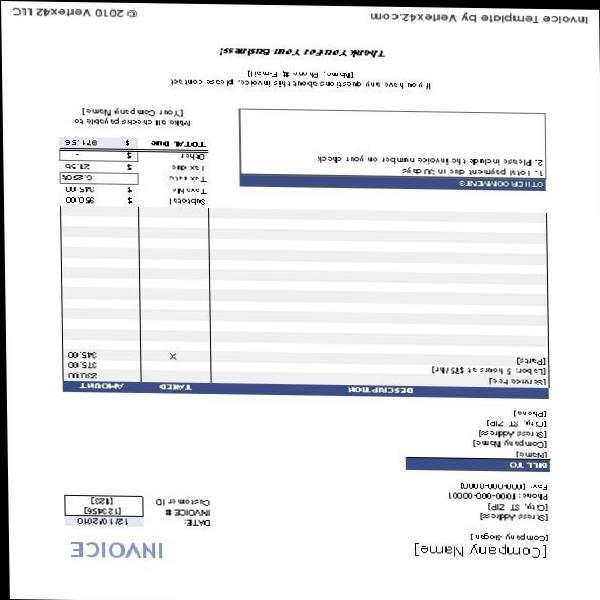 [Company Name]
INVOICE
[Company Slogan]
[Street Address]
DATE:
12/10/2010
[City, ST ZIP]
INVOICE #
[123456]
Phone: [000-000-0000]
Customer ID
[123]
Fax: [000-000-0000]
BILL TO
[Name]
[Company Name]
[Street Address]
[City, ST ZIP]
[Phone]
DESCRIPTION
TAXED
AMOUNT
[Service Fee]
230.00
[Labor: 5 hours at $75/hr]
375.00
[Parts]
X
345.00
Subtotal
$ 950.00
OTHER COMMENTS
Taxable
$ 345.00
1. Total payment due in 30 days
Tax rate
6.250%
2. Please include the invoice number on your check
Tax due
$ 21.56
Other
$ -
TOTAL Due
$ 971.56
Make all checks payable to
[Your Company Name]
If you have any questions about this invoice, please contact
[Name, Phone #, E-mail]
Thank You For Your Business!
Invoice Template by Vertex42.com
© 2010 Vertex42 LLC